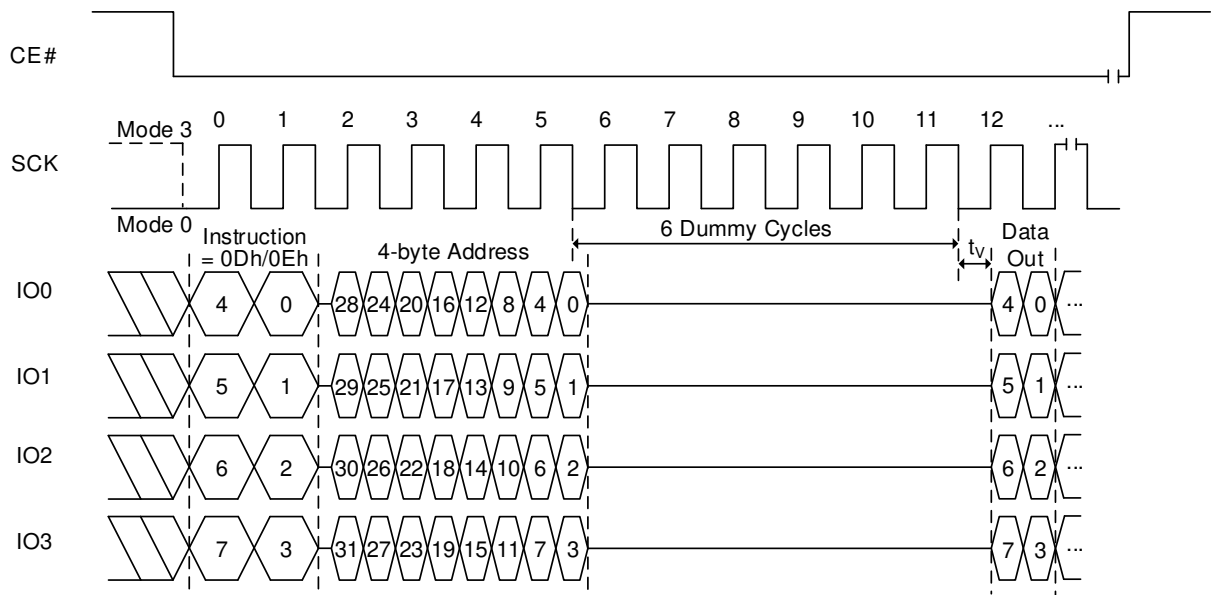 CE#
Mode 3
0 1 2 3 4 5 6 7 8 9 10 11 12 ...
SCK
Mode 0
Instruction
= 0Dh/0Eh
4-byte Address
6 Dummy Cycles
tV
Data
Out
IO0 4 0 28 24 20 16 12 8 4 0 4 0 ...
IO1 5 1 29 25 21 17 13 9 5 1 5 1 ...
IO2 6 2 30 26 22 18 14 10 6 2 6 2 ...
IO3 7 3 31 27 23 19 15 11 7 3 7 3 ...